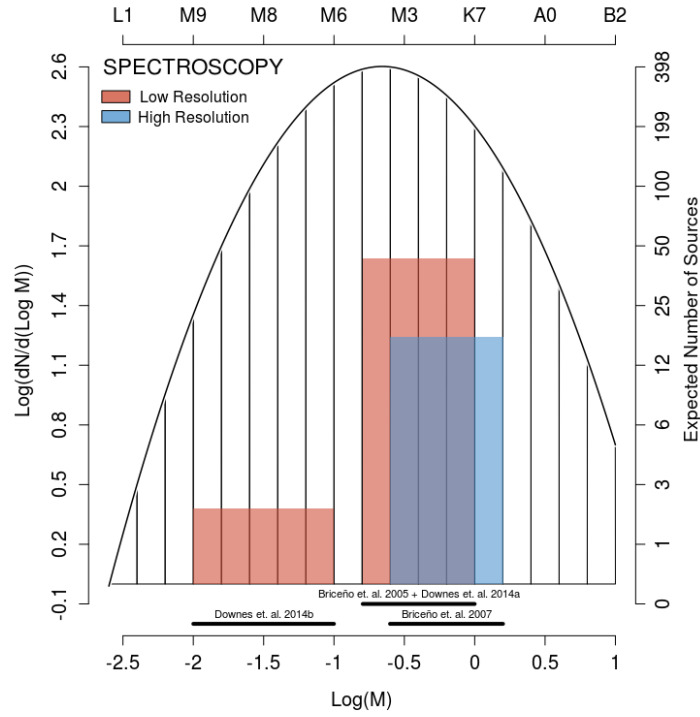 L1 M9 M8 M6 M3 K7 A0 B2
SPECTROSCOPY
Low Resolution
High Resolution
2.6
2.3
2
1.7
1.4
1.1
0.8
0.5
0.2
-0.1
Log(dN/d(Log M))
398
199
100
50
25
12
6
3
1
0
Expected Number of Sources
Briceño et. al. 2005 + Downes et. al. 2014a
Downes et. al. 2014b
Briceño et. al. 2007
-2.5 -2 -1.5 -1 -0.5 0 0.5 1
Log(M)